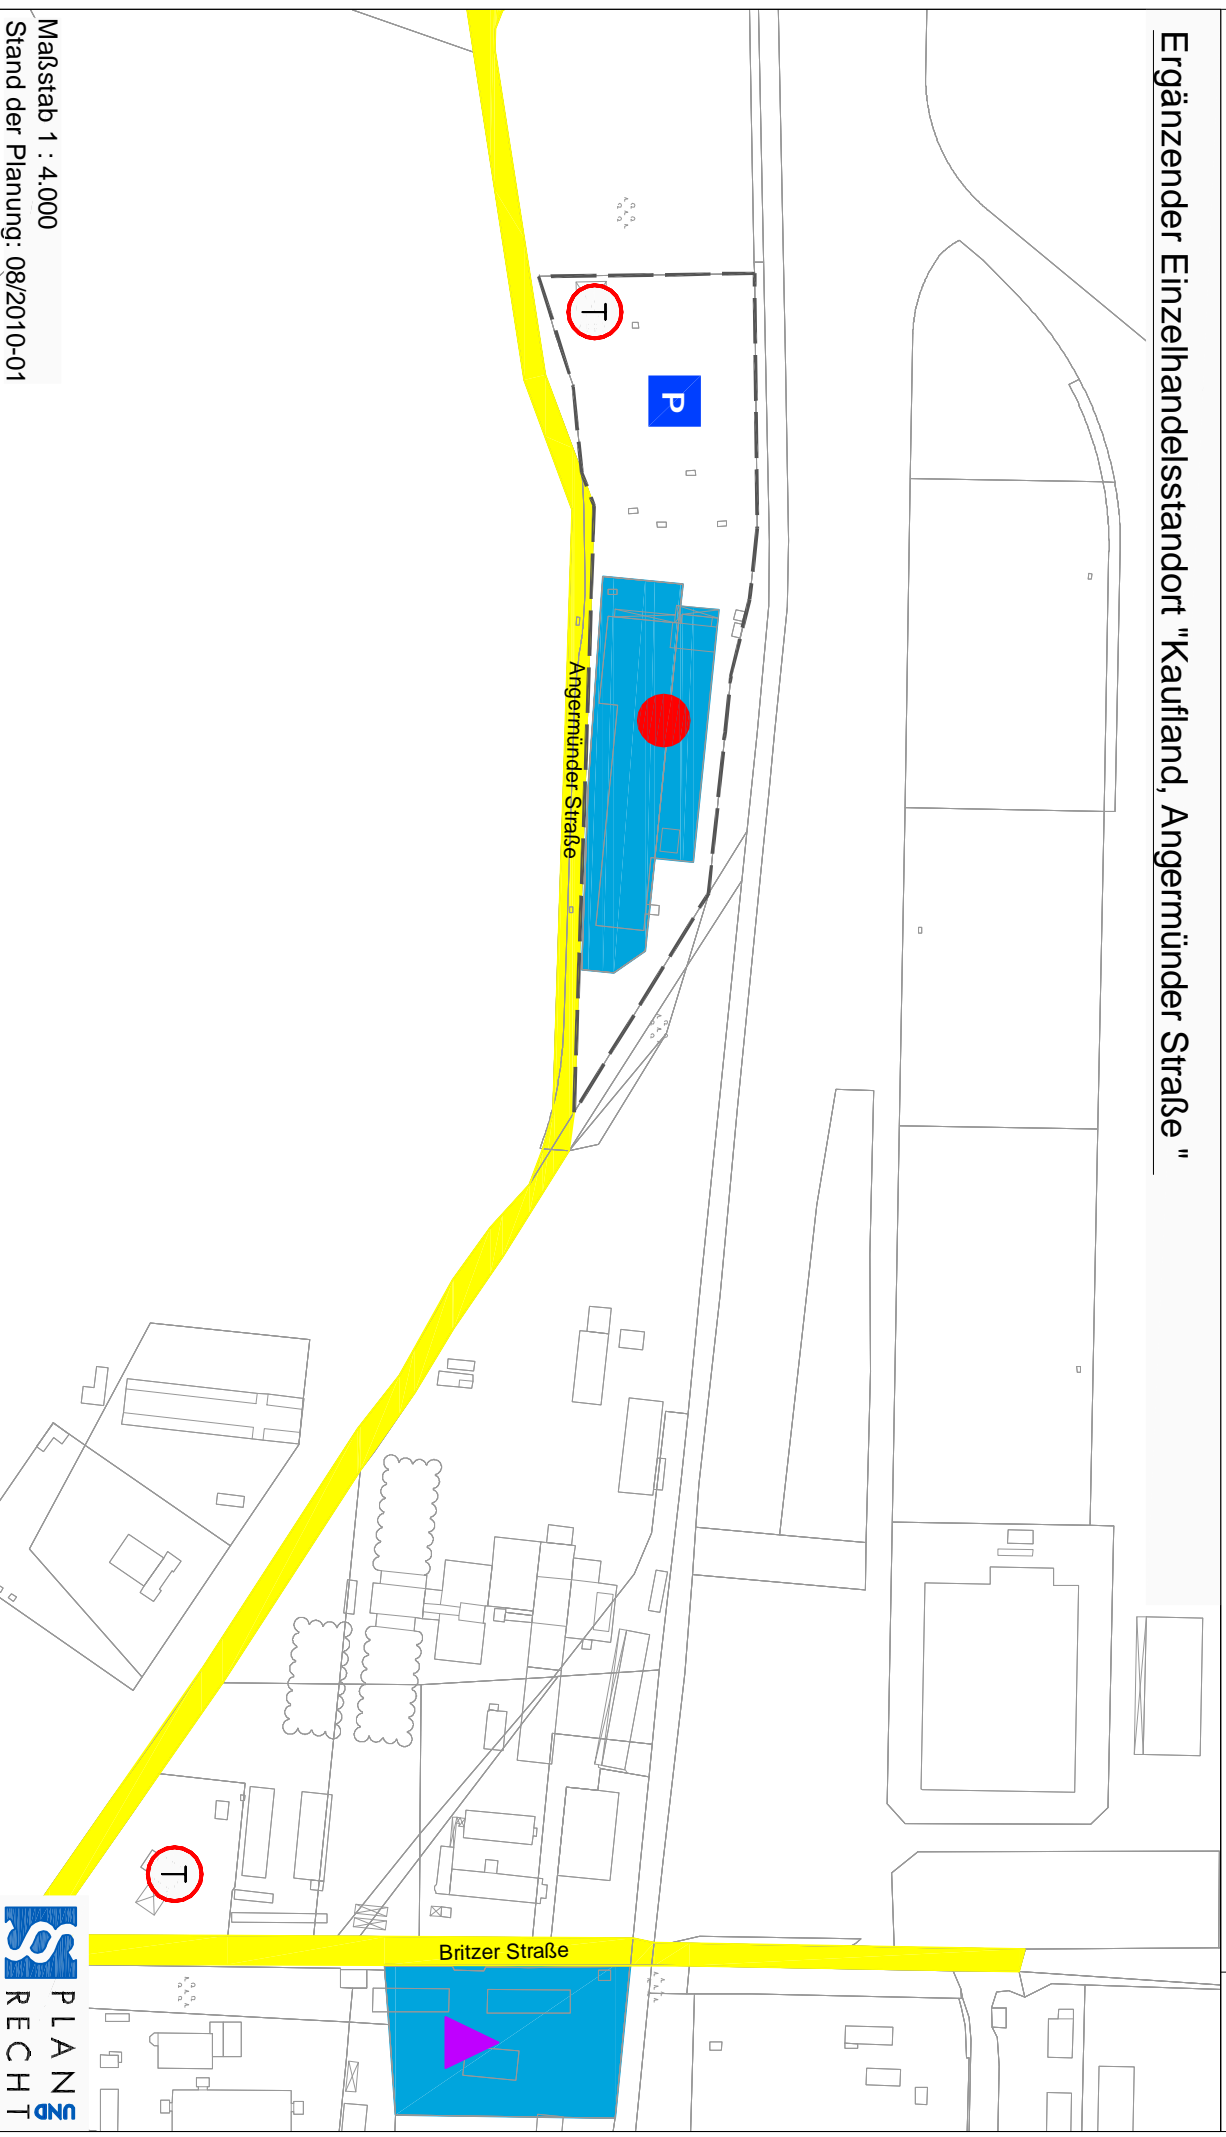 Ergänzender Einzelhandelsstandort "Kaufland, Angermünder Straße "
T
P
Angermünder Straße
T
Britzer Straße
Maßstab 1 : 4.000
Stand der Planung: 08/2010-01
§§
PLAN UND
RECHT